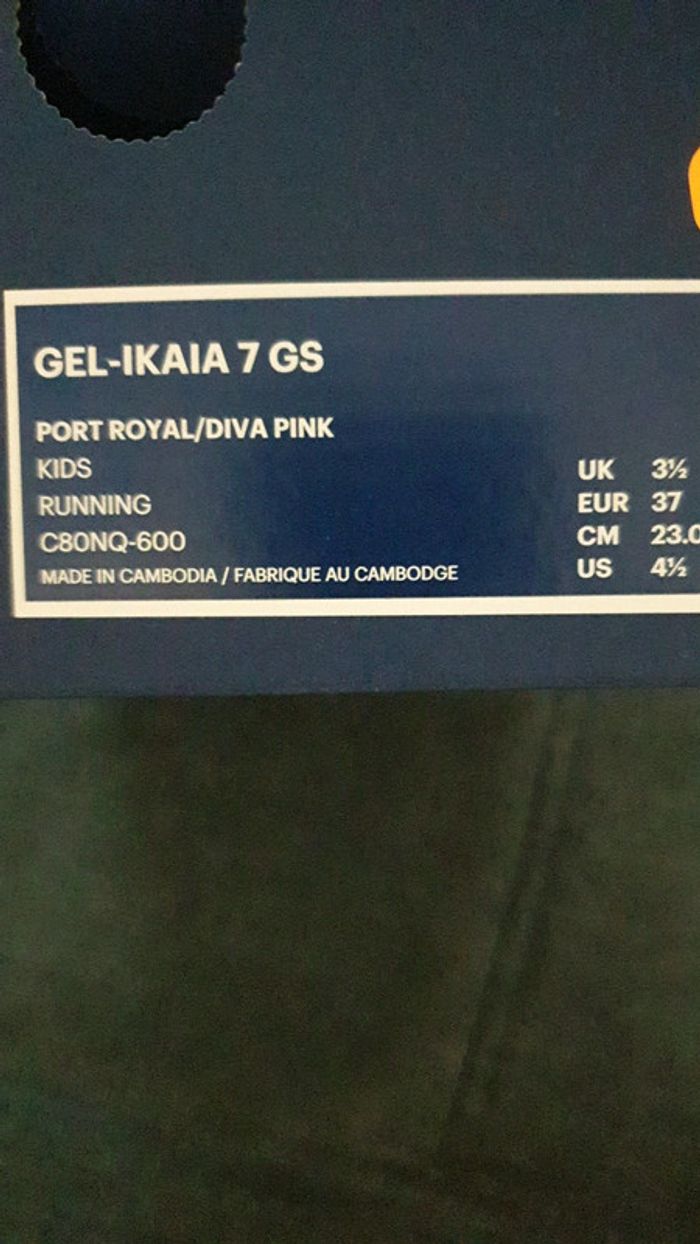 GEL-IKAIA 7 GS
PORT ROYAL/DIVA PINK
KIDS
RUNNING
C80NQ-600
MADE IN CAMBODIA / FABRIQUE AU CAMBODGE
UK 3½
EUR 37
CM 23.0
US 4½